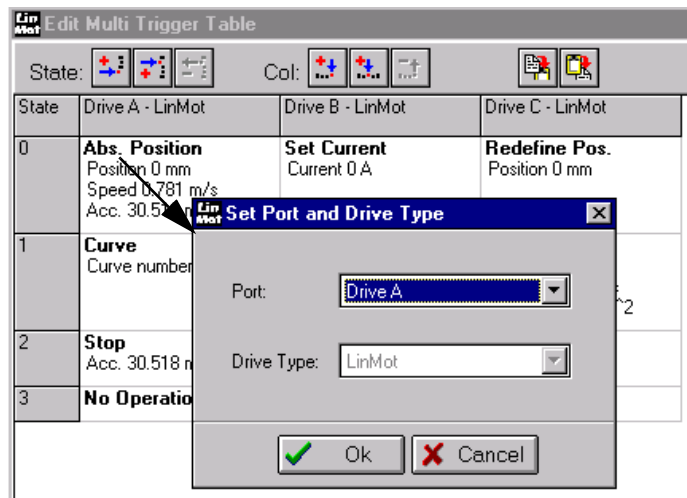 Lin Mot Edit Multi Trigger Table
State: Col:
State Drive A - LinMot Drive B - LinMot Drive C - LinMot
0 Abs. Position Set Current Redefine Pos.
Position 0 mm Current 0 A Position 0 mm
Speed 0.781 m/s
Acc. 30.51
Lin Mot Set Port and Drive Type
1 Curve
Curve number
Port: Drive A
^2
2 Stop
Acc. 30.518 m
Drive Type: LinMot
3 No Operatio
Ok Cancel